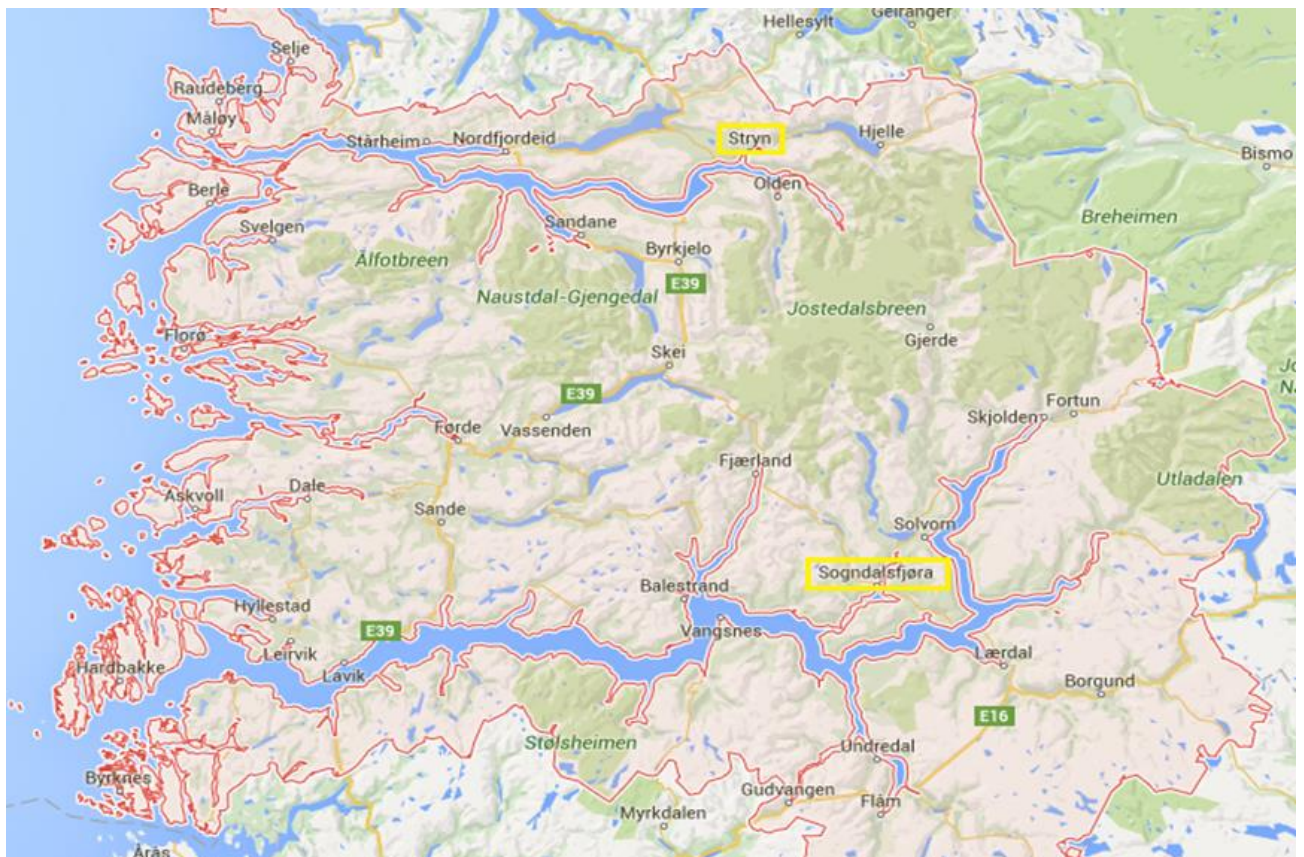 Hellesylt
Geiranger
Selje
Raudeberg
Måløy
Stårheim
Nordfjordeid
Stryn
Hjelle
Bismo
Berle
Olden
Breheimen
Svelgen
Sandane
Byrkjelo
Ålfotbreen
E39
Naustdal-Gjengedal
Jostedalsbreen
Florø
Gjerde
Skei
E39
Vassenden
Skjolden
Fortun
Førde
Fjærland
Utladalen
Askvoll
Dale
Sande
Solvorn
Sogndalsfjøra
Balestrand
Hyllestad
Vangsnes
E39
Leirvik
Hardbakke
Lavik
Lærdal
Borgund
E16
Stølsheimen
Undredal
Byrknes
Gudvangen
Flåm
Myrkdalen
Årås